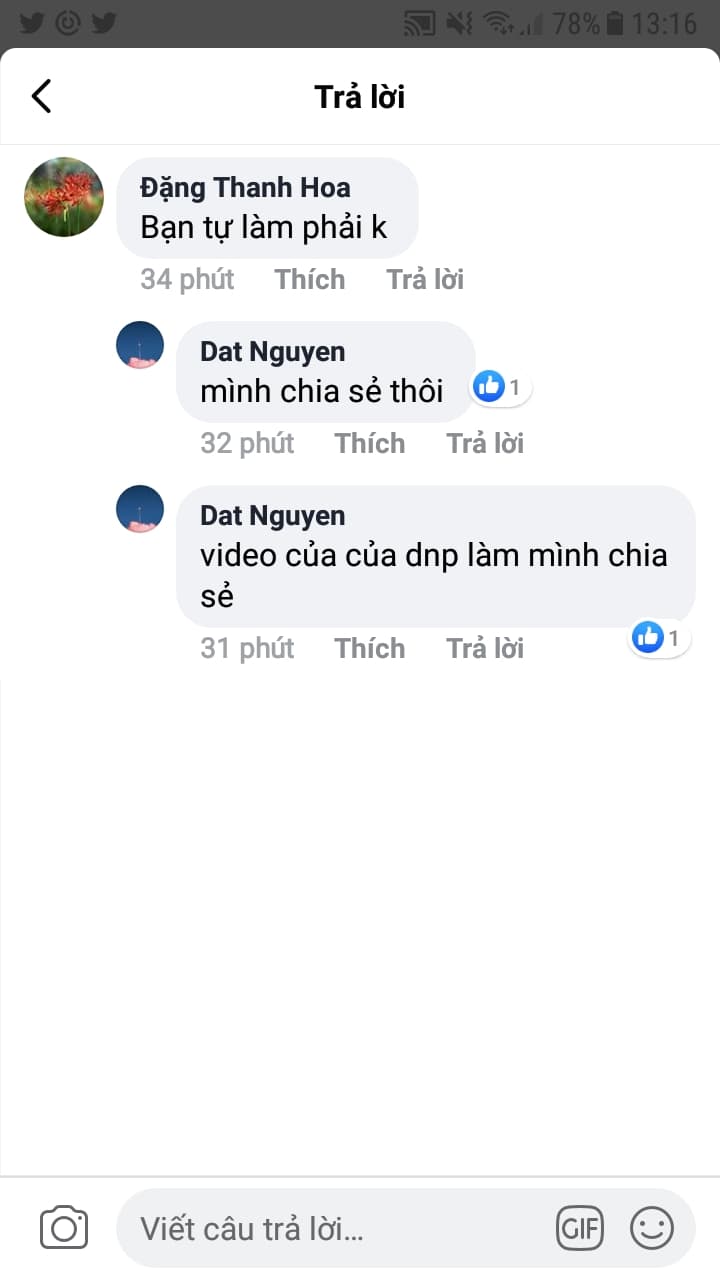 78% 13:16
Trả lời
Đặng Thanh Hoa
Bạn tự làm phải k
34 phút Thích Trả lời
Dat Nguyen
mình chia sẻ thôi
1
32 phút Thích Trả lời
Dat Nguyen
video của của dnp làm mình chia
sẻ
31 phút Thích Trả lời 1
Viết câu trả lời... GIF